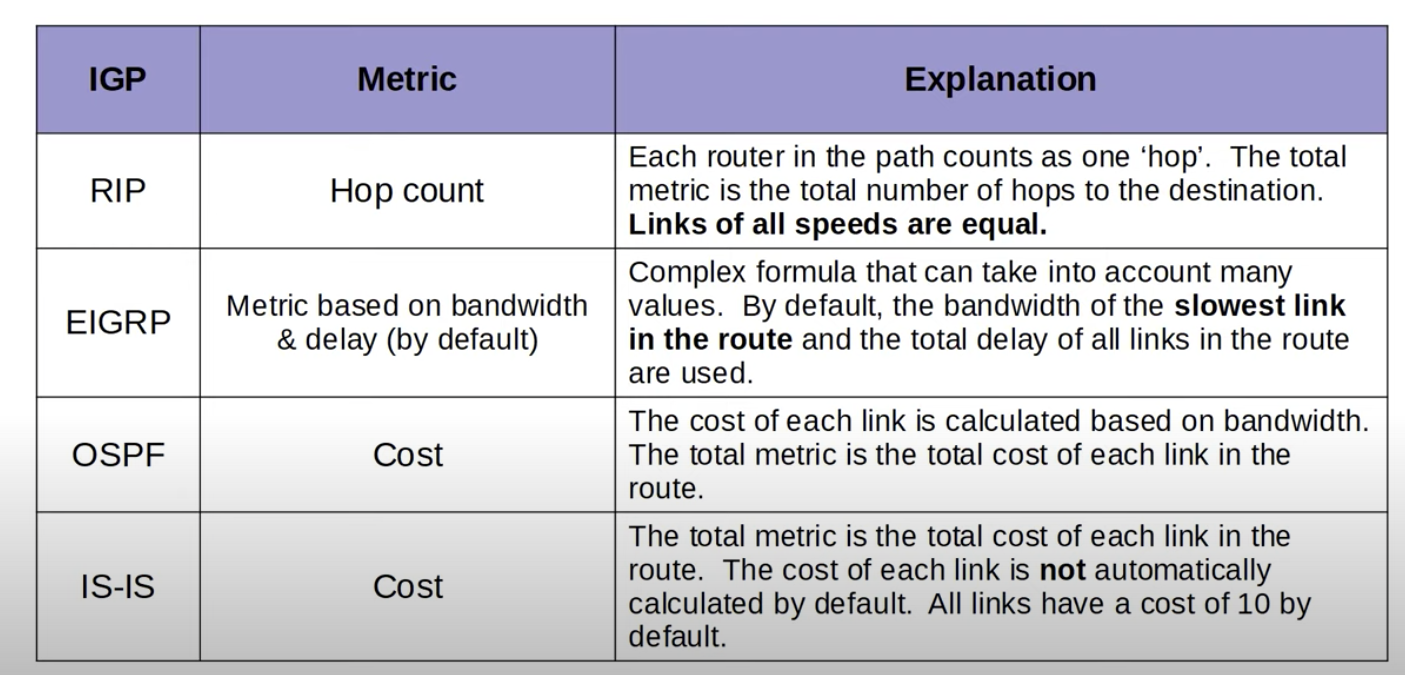 IGP
Metric
Explanation
RIP
Hop count
Each router in the path counts as one ‘hop’.  The total
metric is the total number of hops to the destination.
Links of all speeds are equal.
EIGRP
Metric based on bandwidth
& delay (by default)
Complex formula that can take into account many
values.  By default, the bandwidth of the slowest link
in the route and the total delay of all links in the route
are used.
OSPF
Cost
The cost of each link is calculated based on bandwidth.
The total metric is the total cost of each link in the
route.
IS-IS
Cost
The total metric is the total cost of each link in the
route.  The cost of each link is not automatically
calculated by default.  All links have a cost of 10 by
default.